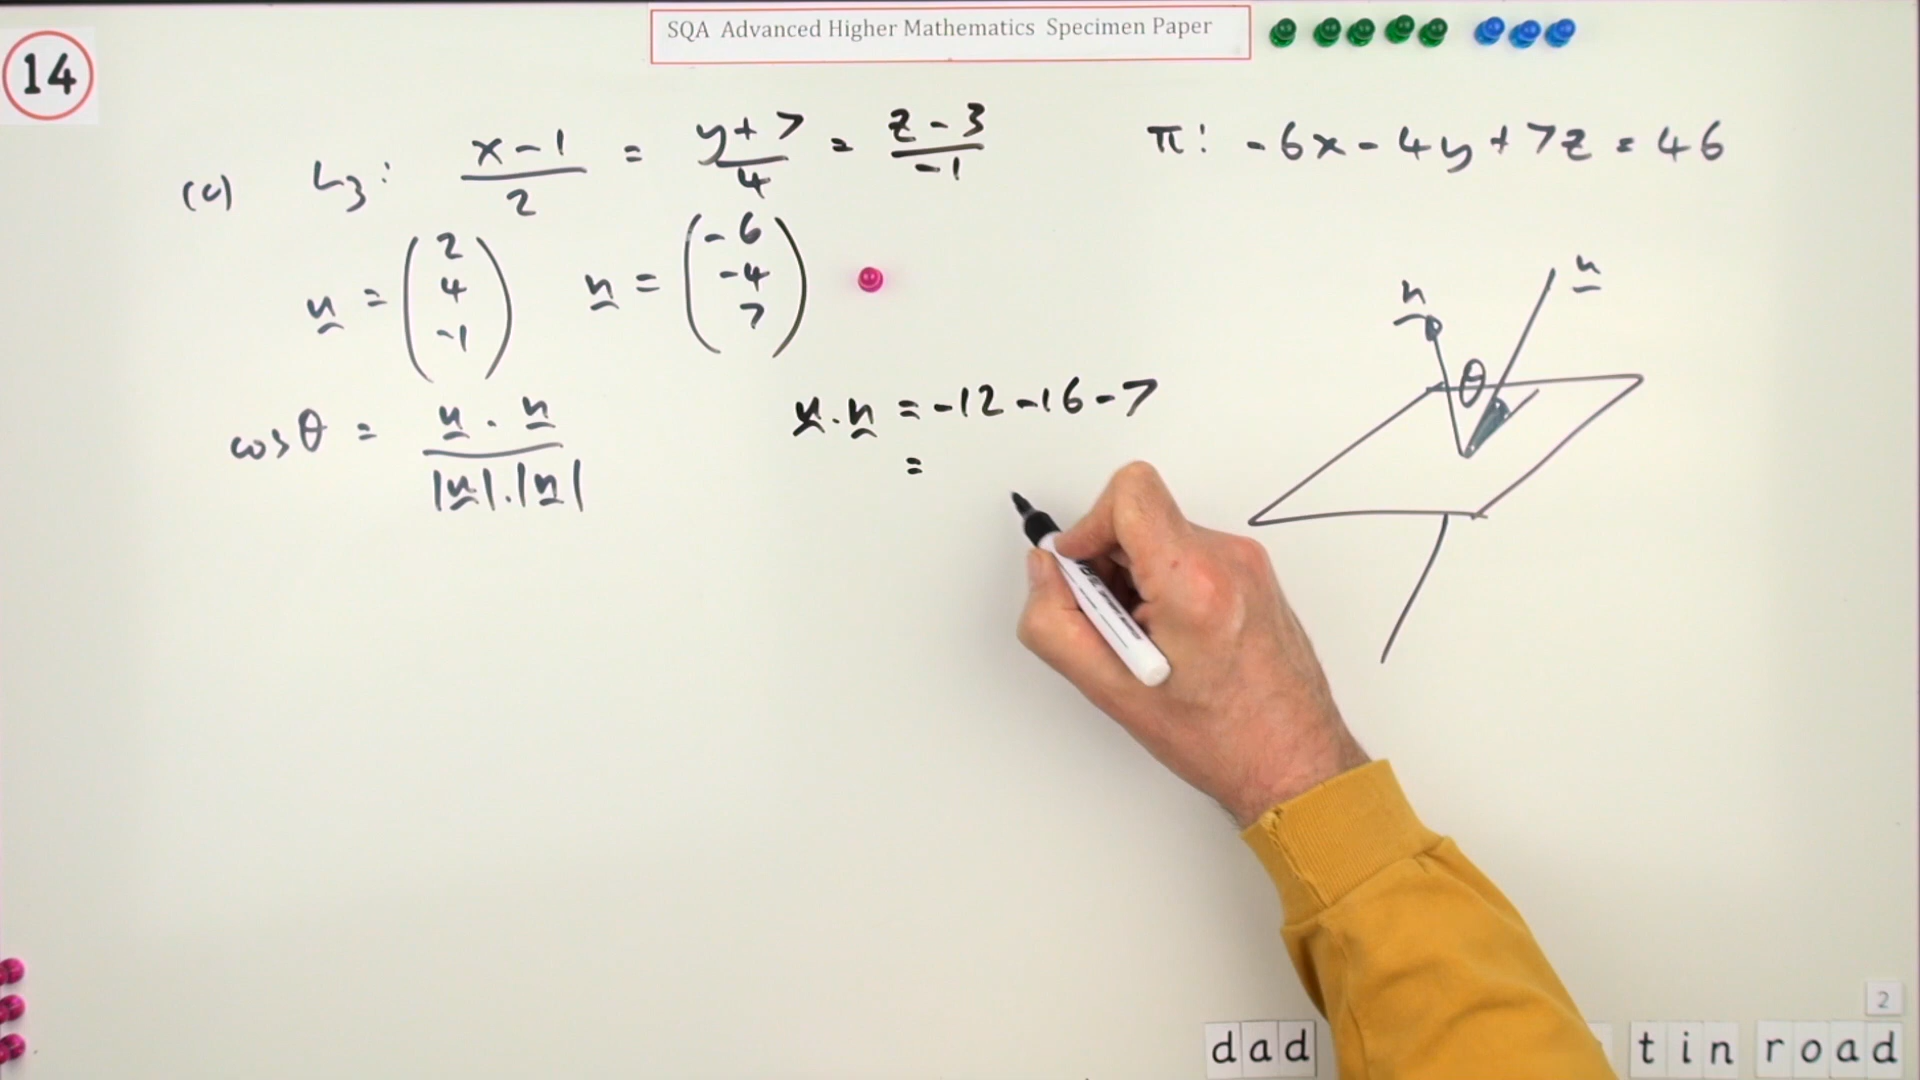 SQA Advanced Higher Mathematics Specimen Paper
14
(c) L₃: (x-1)/2 = (y+7)/4 = (z-3)/-1
π: -6x-4y+7z = 46
u = (2 4 -1) n = (-6 -4 7)
cos θ = u . n / |u|.|n|
u.n = -12-16-7
=
n u
θ
2
dad tin road